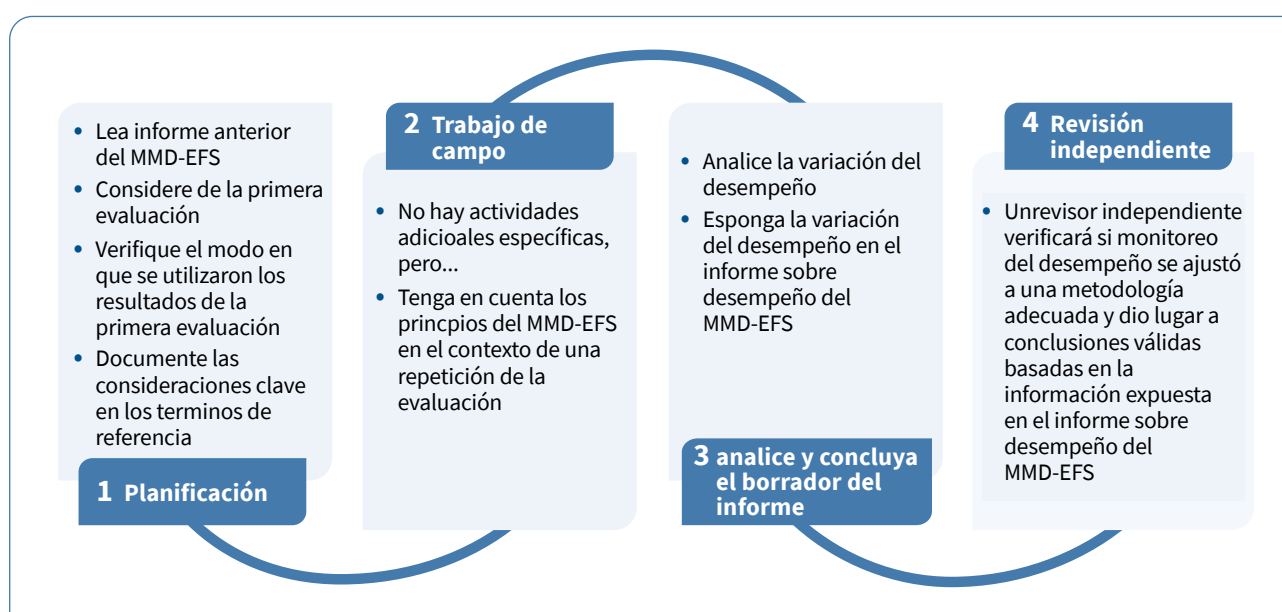 • Lea informe anterior
del MMD-EFS
• Considere de la primera
evaluación
• Verifique el modo en
que se utilizaron los
resultados de la
primera evaluación
• Documente las
consideraciones clave
en los terminos de
referencia
1 Planificación
2 Trabajo de
campo
• No hay actividades
adicioales específicas,
pero...
• Tenga en cuenta los
princpios del MMD-EFS
en el contexto de una
repetición de la
evaluación
• Analice la variación del
desempeño
• Esponga la variación
del desempeño en el
informe sobre
desempeño del
MMD-EFS
3 analice y concluya
el borrador del
informe
4 Revisión
independiente
• Unrevisor independiente
verificará si monitoreo
del desempeño se ajustó
a una metodología
adecuada y dio lugar a
conclusiones válidas
basadas en la
información expuesta
en el informe sobre
desempeño del
MMD-EFS